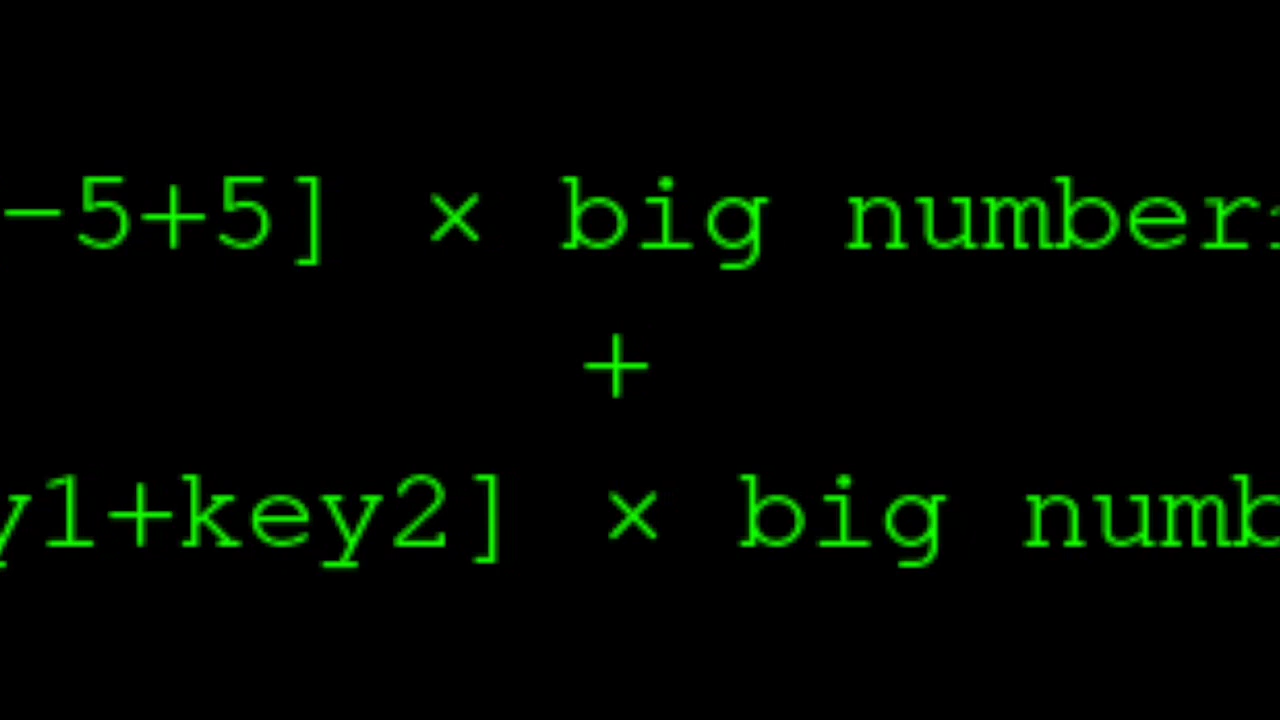 -5+5] × big number
+
y1+key2] × big numb